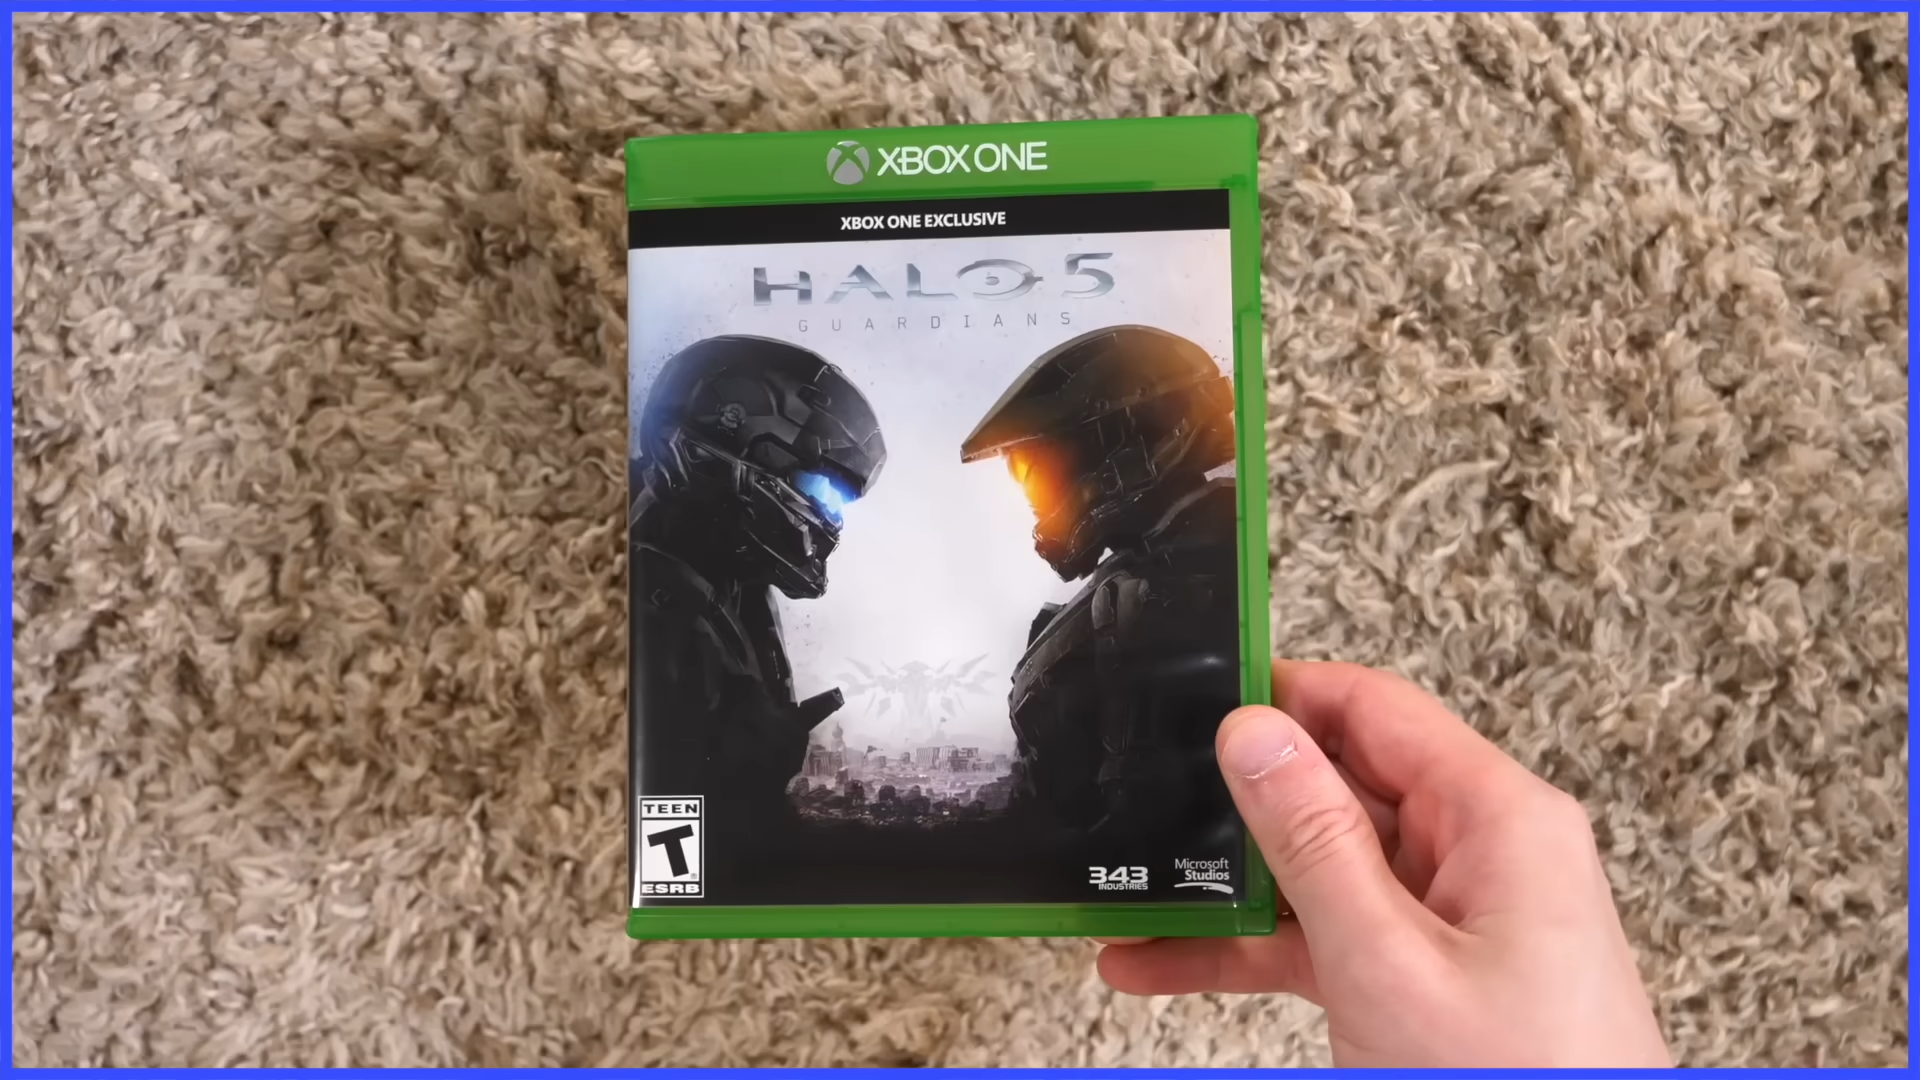 XBOX ONE
XBOX ONE EXCLUSIVE
HALO 5
GUARDIANS
TEEN
T
ESRB
343
INDUSTRIES
Microsoft
Studios